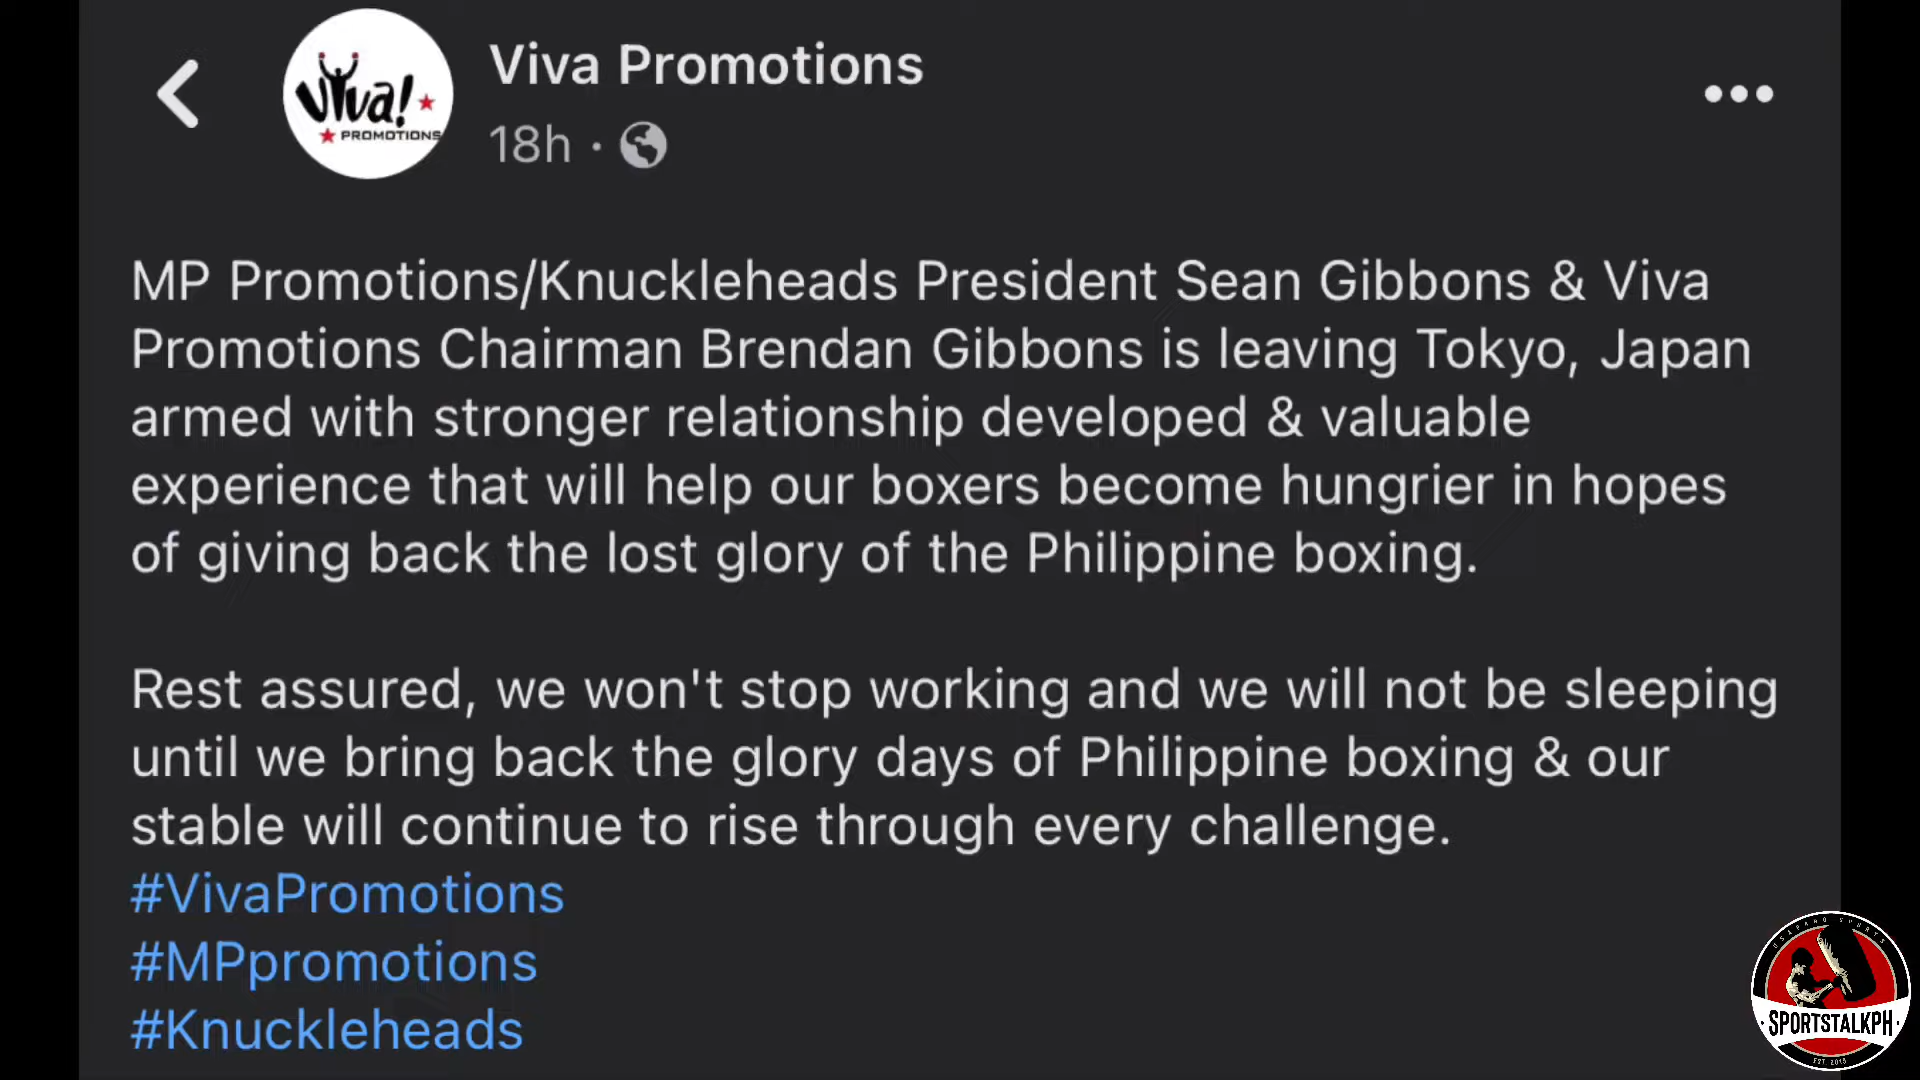 Viva!
PROMOTIONS
Viva Promotions
18h ·
MP Promotions/Knuckleheads President Sean Gibbons & Viva
Promotions Chairman Brendan Gibbons is leaving Tokyo, Japan
armed with stronger relationship developed & valuable
experience that will help our boxers become hungrier in hopes
of giving back the lost glory of the Philippine boxing.
Rest assured, we won't stop working and we will not be sleeping
until we bring back the glory days of Philippine boxing & our
stable will continue to rise through every challenge.
#VivaPromotions
#MPpromotions
#Knuckleheads
USAPANG SPORTS
·SPORTSTALKPH·
EST. 2018